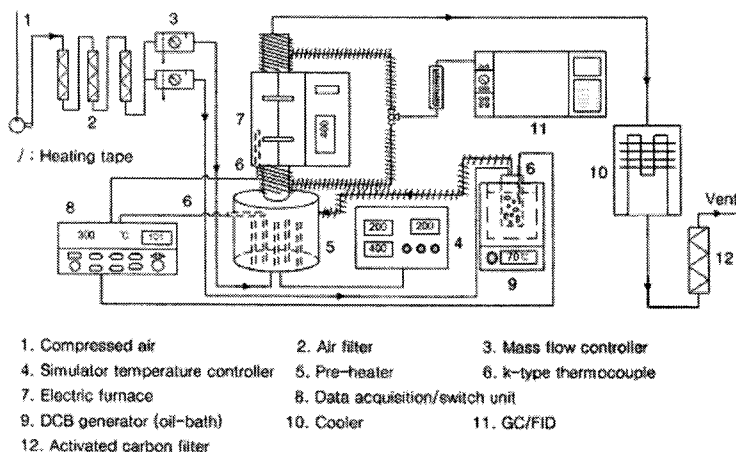 1
3
2
/ : Heating tape
7
400
6
8
6
300 °C
5
200
200
400
4
6
70℃
9
11
10
Vent
12
1. Compressed air 2. Air filter 3. Mass flow controller
4. Simulator temperature controller 5. Pre-heater 6. k-type thermocouple
7. Electric furnace 8. Data acquisition/switch unit
9. DCB generator (oil-bath) 10. Cooler 11. GC/FID
12. Activated carbon filter